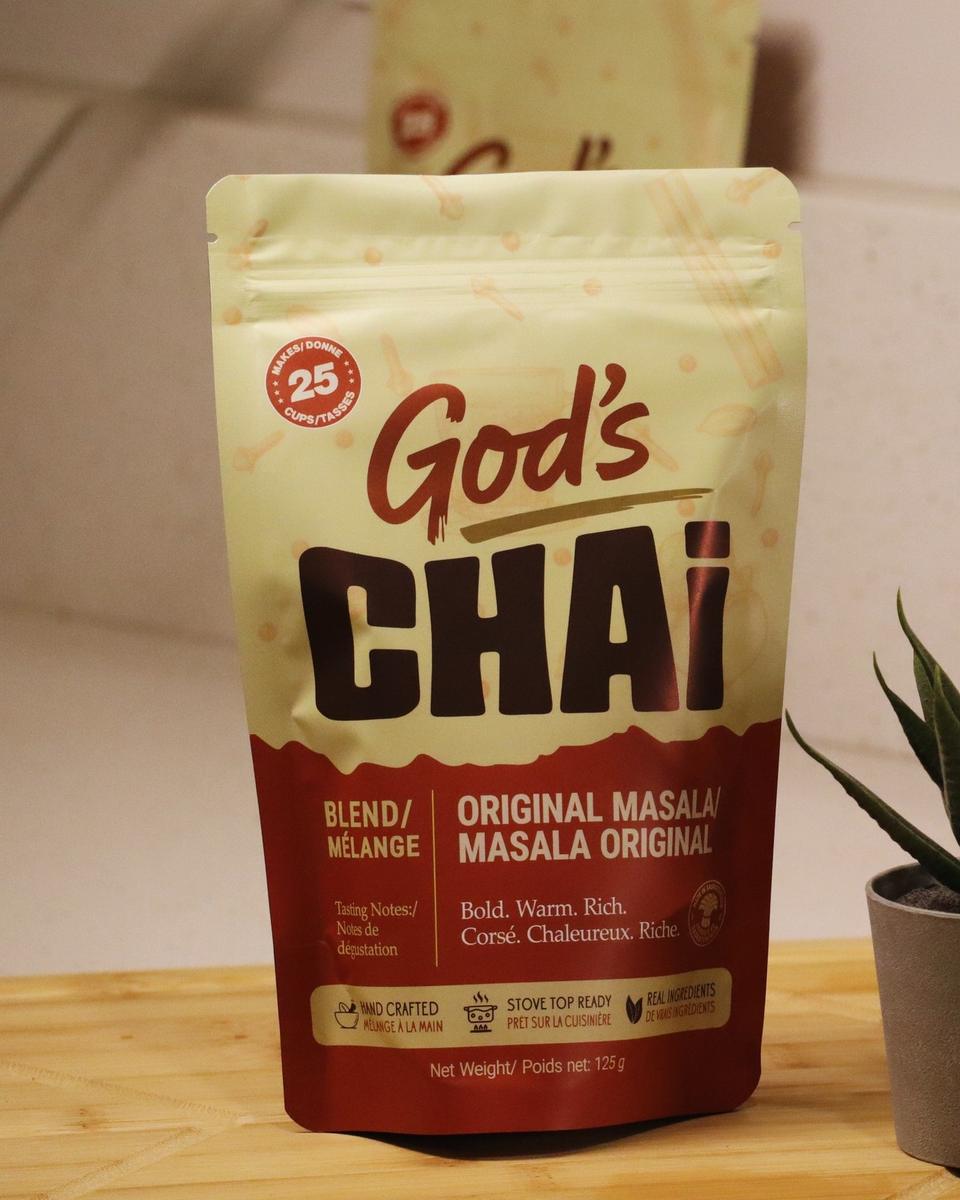 God's
MAKES/DONNE
25
CUPS/TASSES
God's
CHAi
BLEND/
MÉLANGE
ORIGINAL MASALA/
MASALA ORIGINAL
Tasting Notes:/
Notes de
dégustation
Bold. Warm. Rich.
Corsé. Chaleureux. Riche.
HAND CRAFTED
MÉLANGE À LA MAIN
STOVE TOP READY
PRÊT SUR LA CUISINIÈRE
REAL INGREDIENTS
DE VRAIS INGRÉDIENTS
Net Weight/ Poids net: 125 g